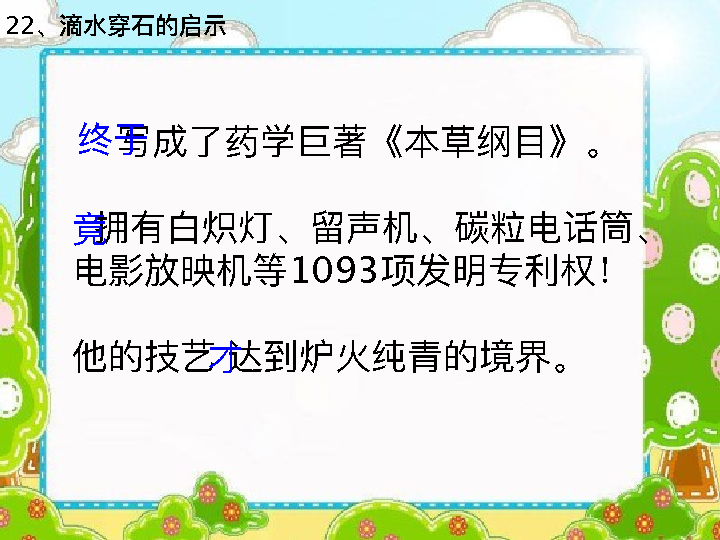 22、滴水穿石的启示
终于写成了药学巨著《本草纲目》。
竟拥有白炽灯、留声机、碳粒电话筒、
电影放映机等1093项发明专利权！
他的技艺才达到炉火纯青的境界。